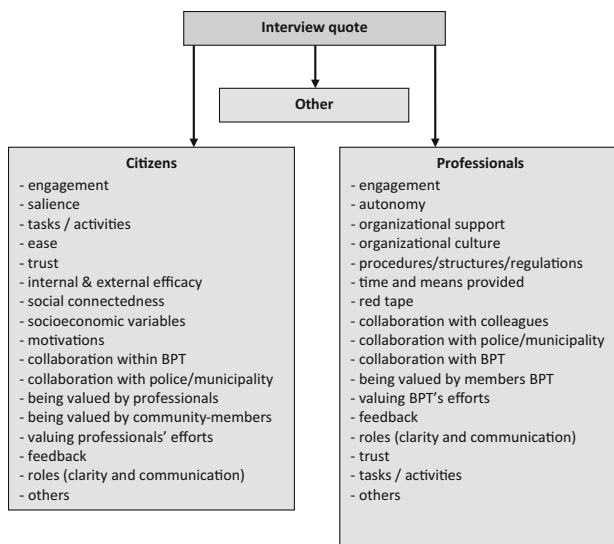 Interview quote
Other
Citizens
- engagement
- salience
- tasks / activities
- ease
- trust
- internal & external efficacy
- social connectedness
- socioeconomic variables
- motivations
- collaboration within BPT
- collaboration with police/municipality
- being valued by professionals
- being valued by community-members
- valuing professionals' efforts
- feedback
- roles (clarity and communication)
- others
Professionals
- engagement
- autonomy
- organizational support
- organizational culture
- procedures/structures/regulations
- time and means provided
- red tape
- collaboration with colleagues
- collaboration with police/municipality
- collaboration with BPT
- being valued by members BPT
- valuing BPT's efforts
- feedback
- roles (clarity and communication)
- trust
- tasks / activities
- others